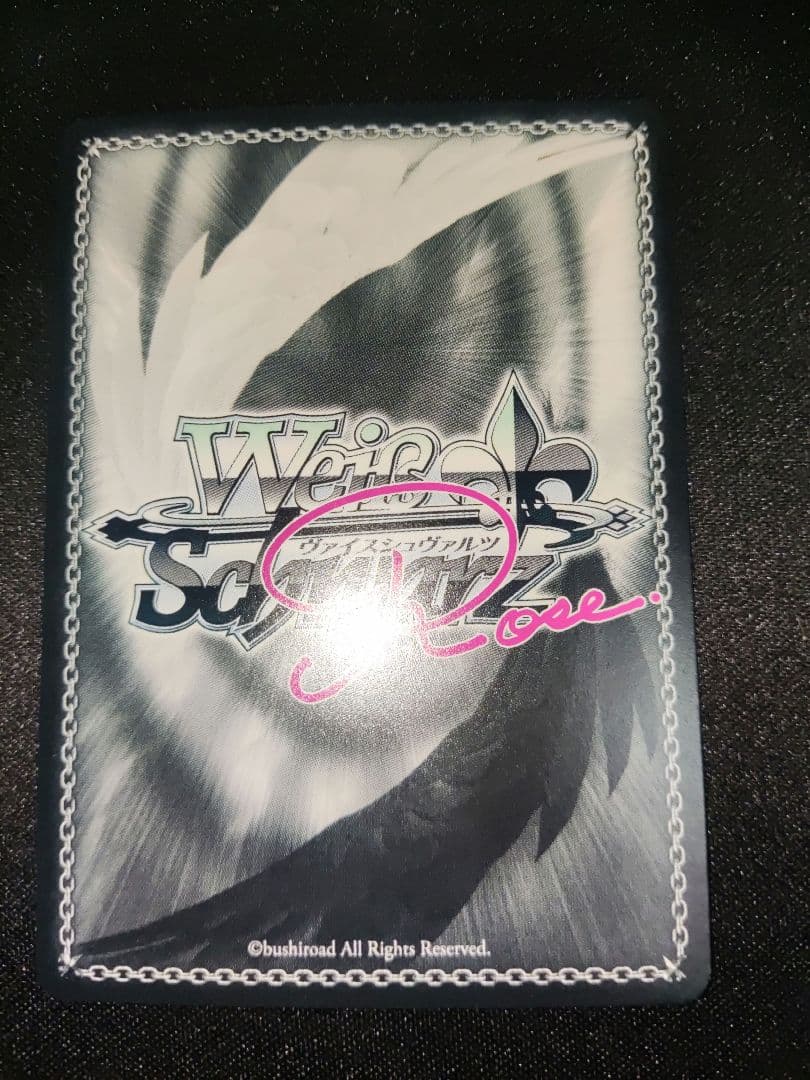 Weiß
ヴァイスシュヴァルツ
Schwarz
Rose.
©bushiroad All Rights Reserved.